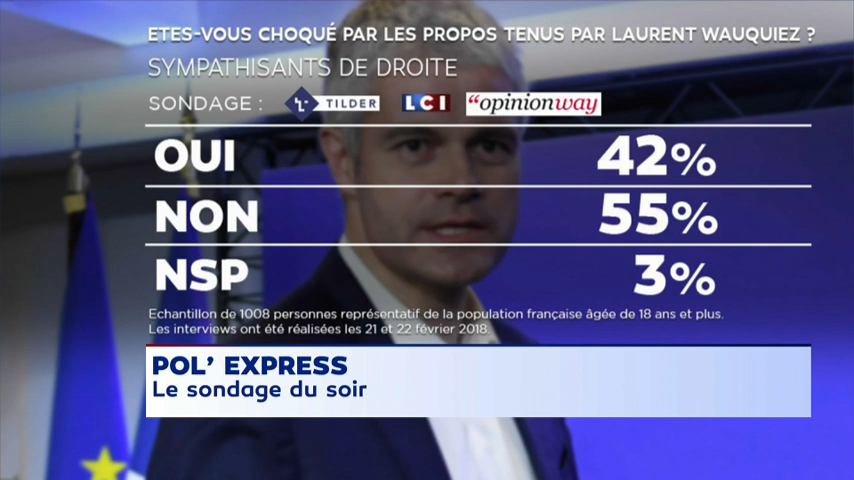 ETES-VOUS CHOQUÉ PAR LES PROPOS TENUS PAR LAURENT WAUQUIEZ ?
SYMPATHISANTS DE DROITE
SONDAGE : TILDER LCI “opinionway
OUI 42%
NON 55%
NSP 3%
Echantillon de 1008 personnes représentatif de la population française âgée de 18 ans et plus.
Les interviews ont été réalisées les 21 et 22 février 2018.
POL’ EXPRESS
Le sondage du soir